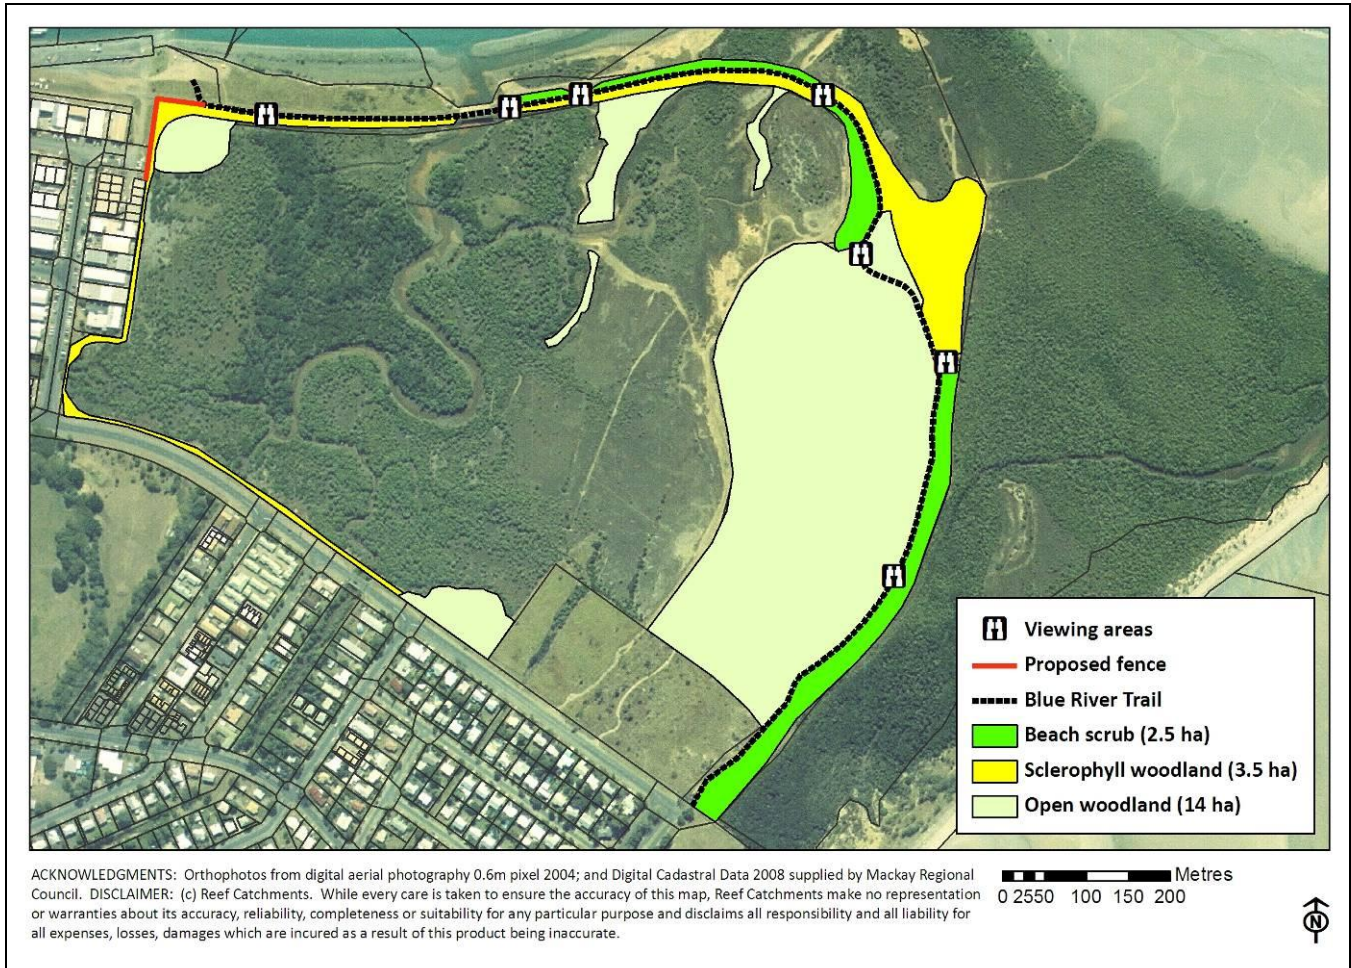 Viewing areas
Proposed fence
Blue River Trail
Beach scrub (2.5 ha)
Sclerophyll woodland (3.5 ha)
Open woodland (14 ha)
ACKNOWLEDGMENTS: Orthophotos from digital aerial photography 0.6m pixel 2004; and Digital Cadastral Data 2008 supplied by Mackay Regional
Council. DISCLAIMER: (c) Reef Catchments. While every care is taken to ensure the accuracy of this map, Reef Catchments make no representation
or warranties about its accuracy, reliability, completeness or suitability for any particular purpose and disclaims all responsibility and all liability for
all expenses, losses, damages which are incured as a result of this product being inaccurate.
Metres
0 2550 100 150 200
N